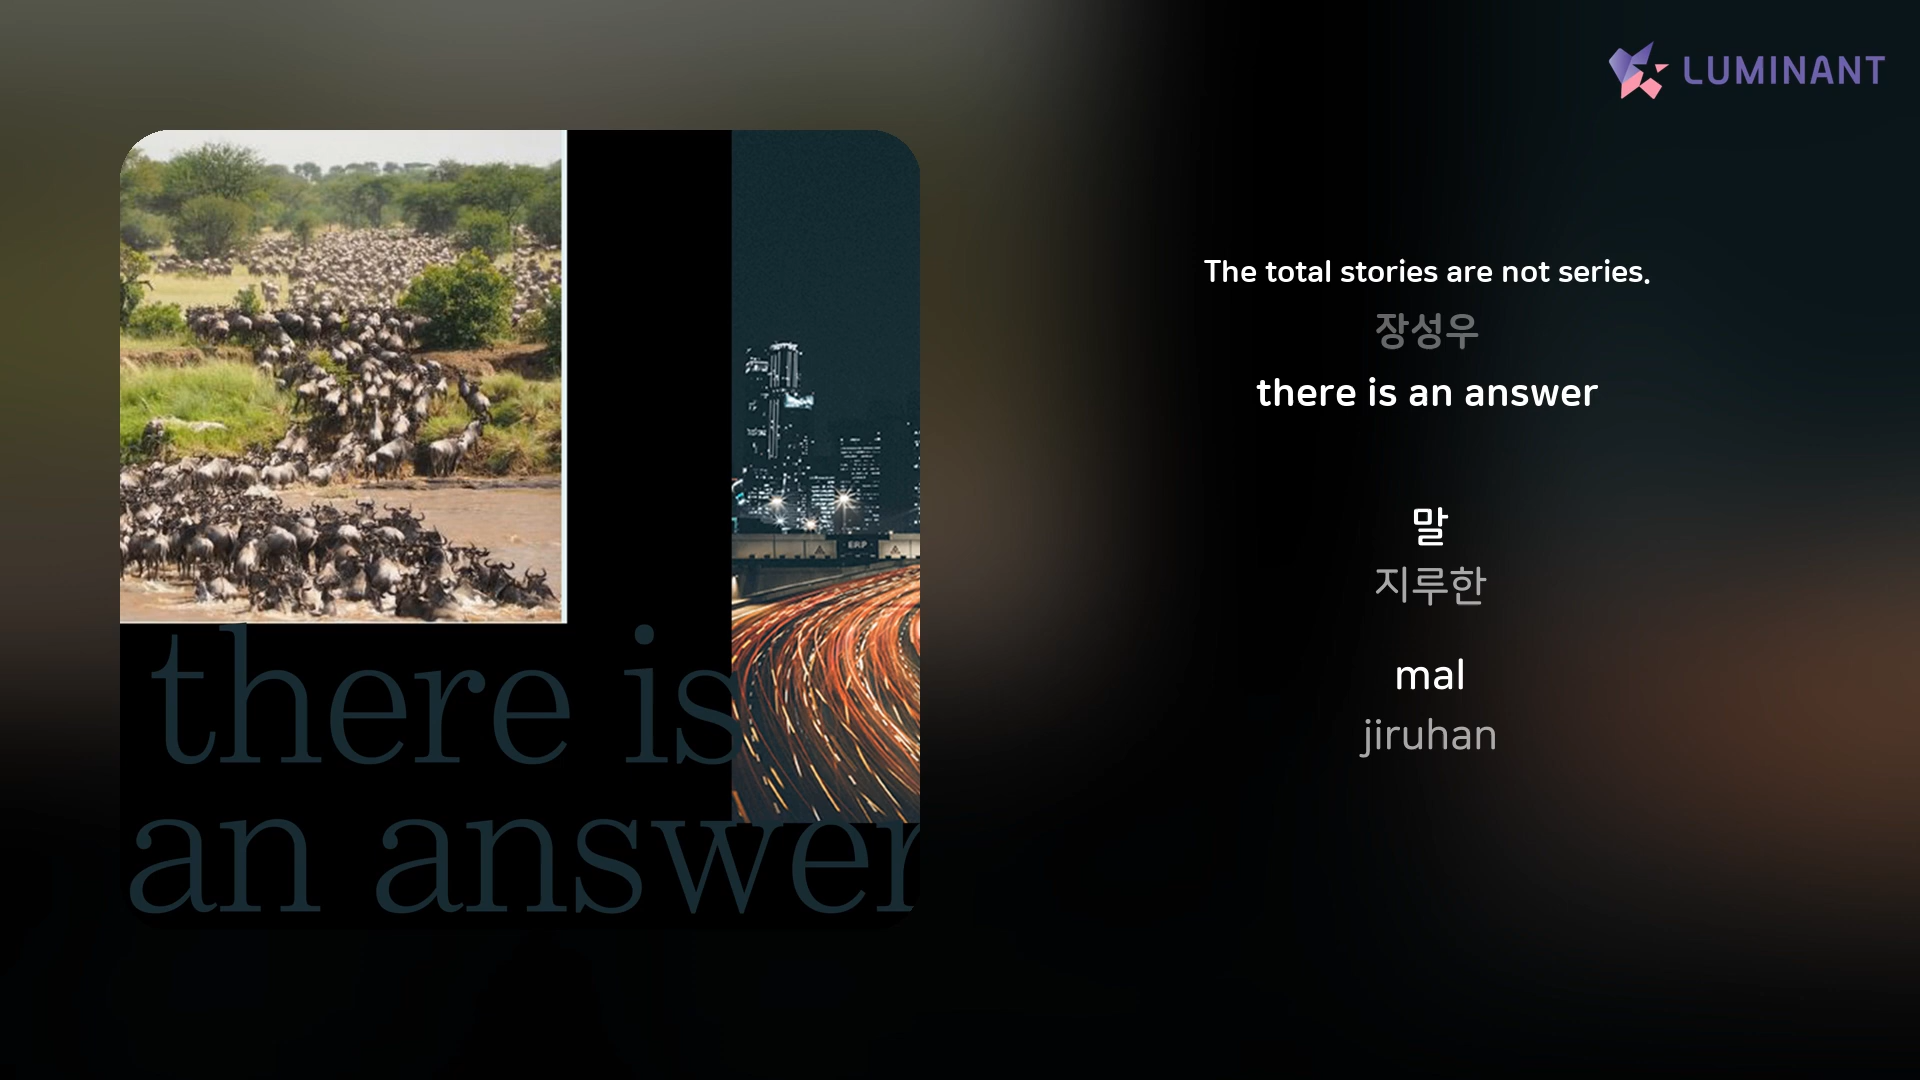 LUMINANT
ERP
there is
an answer
The total stories are not series.
장성우
there is an answer
말
지루한
mal
jiruhan